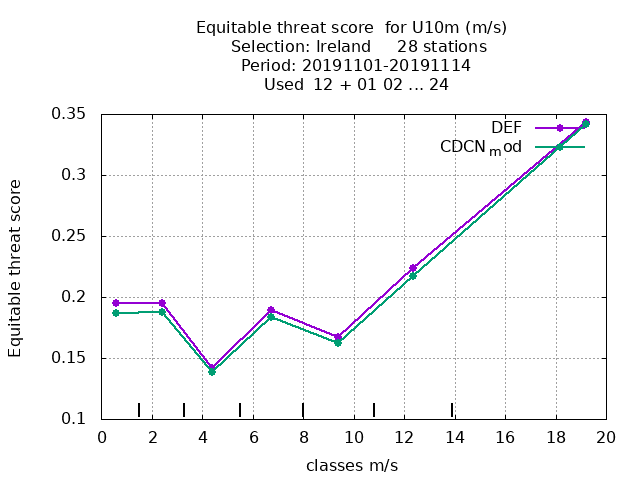 Equitable threat score  for U10m (m/s)
Selection: Ireland     28 stations
Period: 20191101-20191114
Used  12 + 01 02 ... 24
DEF
CDCN_mod
Equitable threat score
0.35
0.3
0.25
0.2
0.15
0.1
0 2 4 6 8 10 12 14 16 18 20
classes m/s